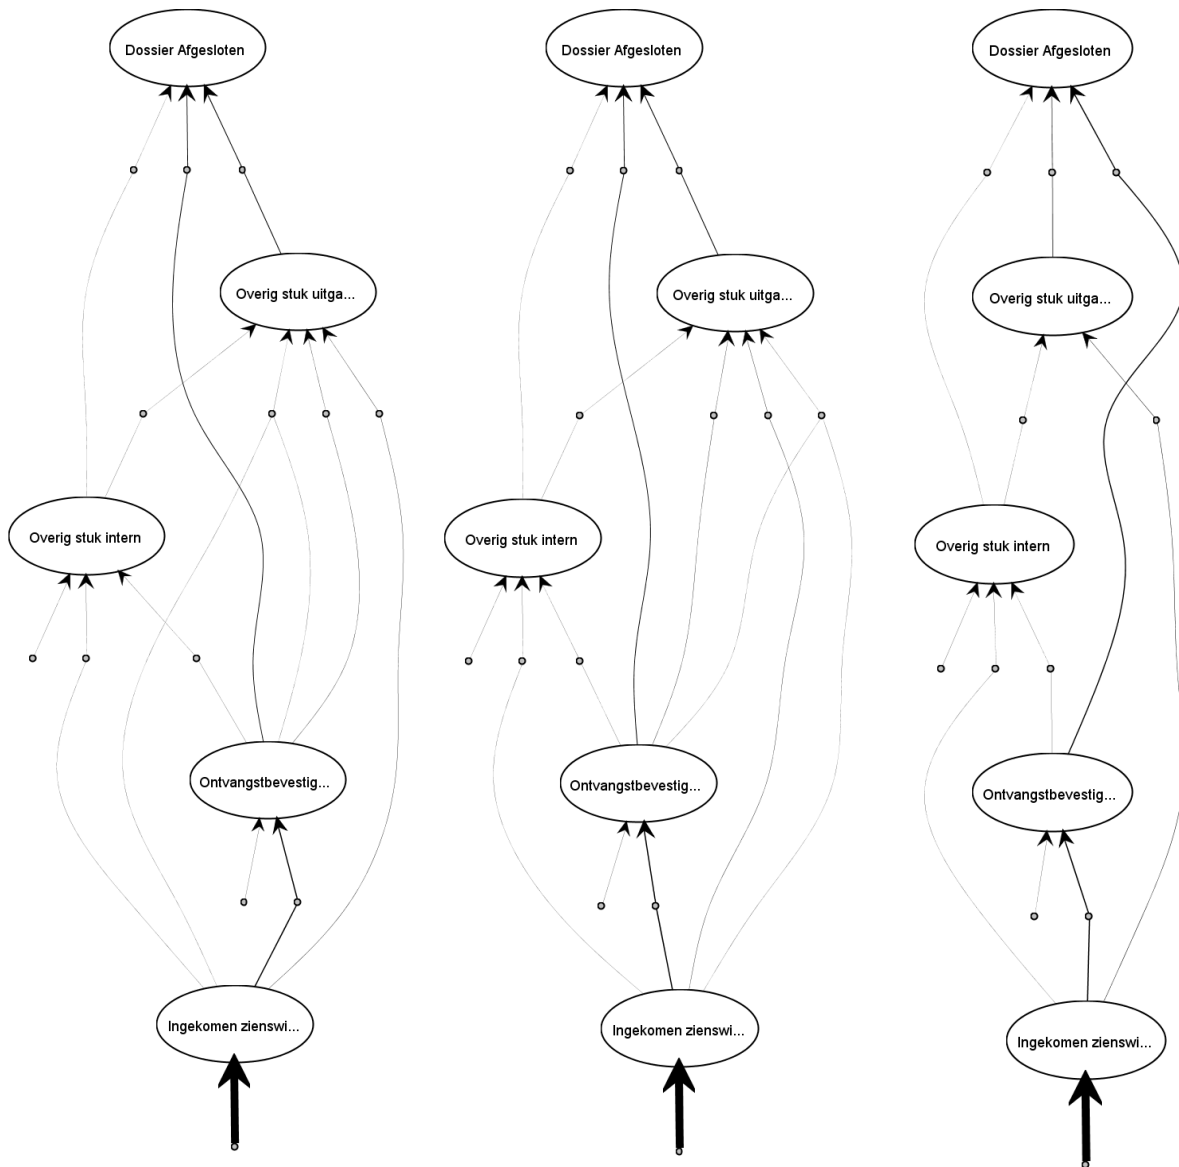 Dossier Afgesloten
Overig stuk uitga...
Overig stuk intern
Ontvangstbevestig...
Ingekomen zienswi...
Dossier Afgesloten
Overig stuk uitga...
Overig stuk intern
Ontvangstbevestig...
Ingekomen zienswi...
Dossier Afgesloten
Overig stuk uitga...
Overig stuk intern
Ontvangstbevestig...
Ingekomen zienswi...